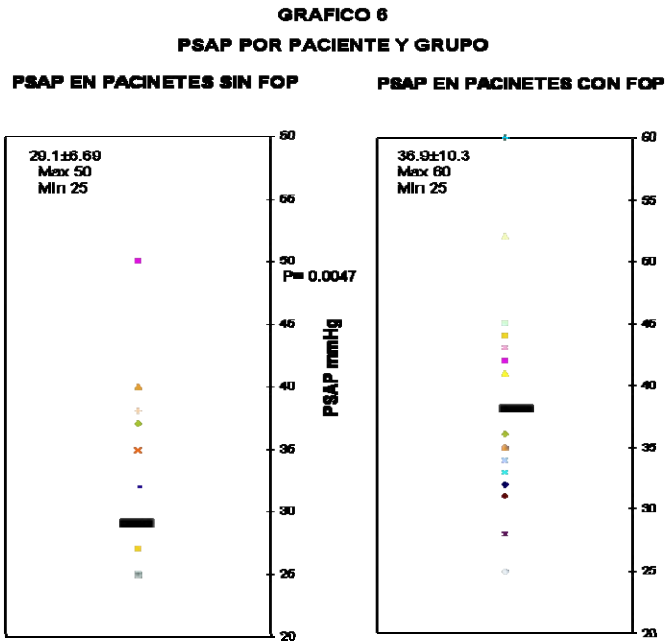 GRAFICO 6
PSAP POR PACIENTE Y GRUPO
PSAP EN PACINETES SIN FOP
29.1±6.69
Max 50
Min 25
60
55
50
45
40
35
30
25
20
P= 0.0047
PSAP mmHg
PSAP EN PACINETES CON FOP
36.9±10.3
Max 60
Min 25
60
55
50
45
40
35
30
25
20